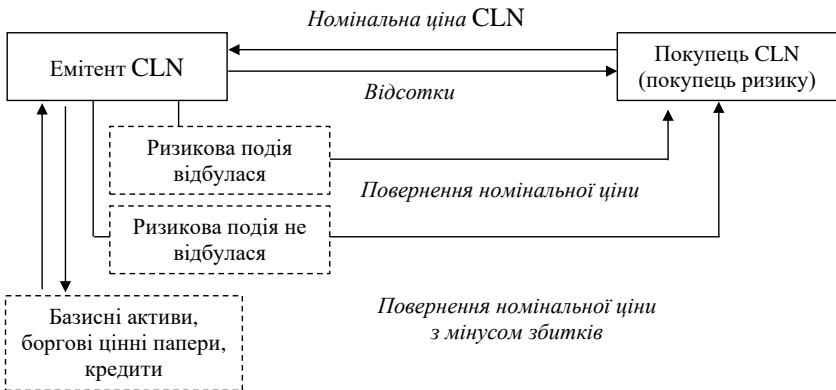 Номінальна ціна CLN
Емітент CLN
Покупець CLN
(покупець ризику)
Відсотки
Ризикова подія
відбулася
Повернення номінальної ціни
Ризикова подія не
відбулася
Базисні активи,
боргові цінні папери,
кредити
Повернення номінальної ціни
з мінусом збитків